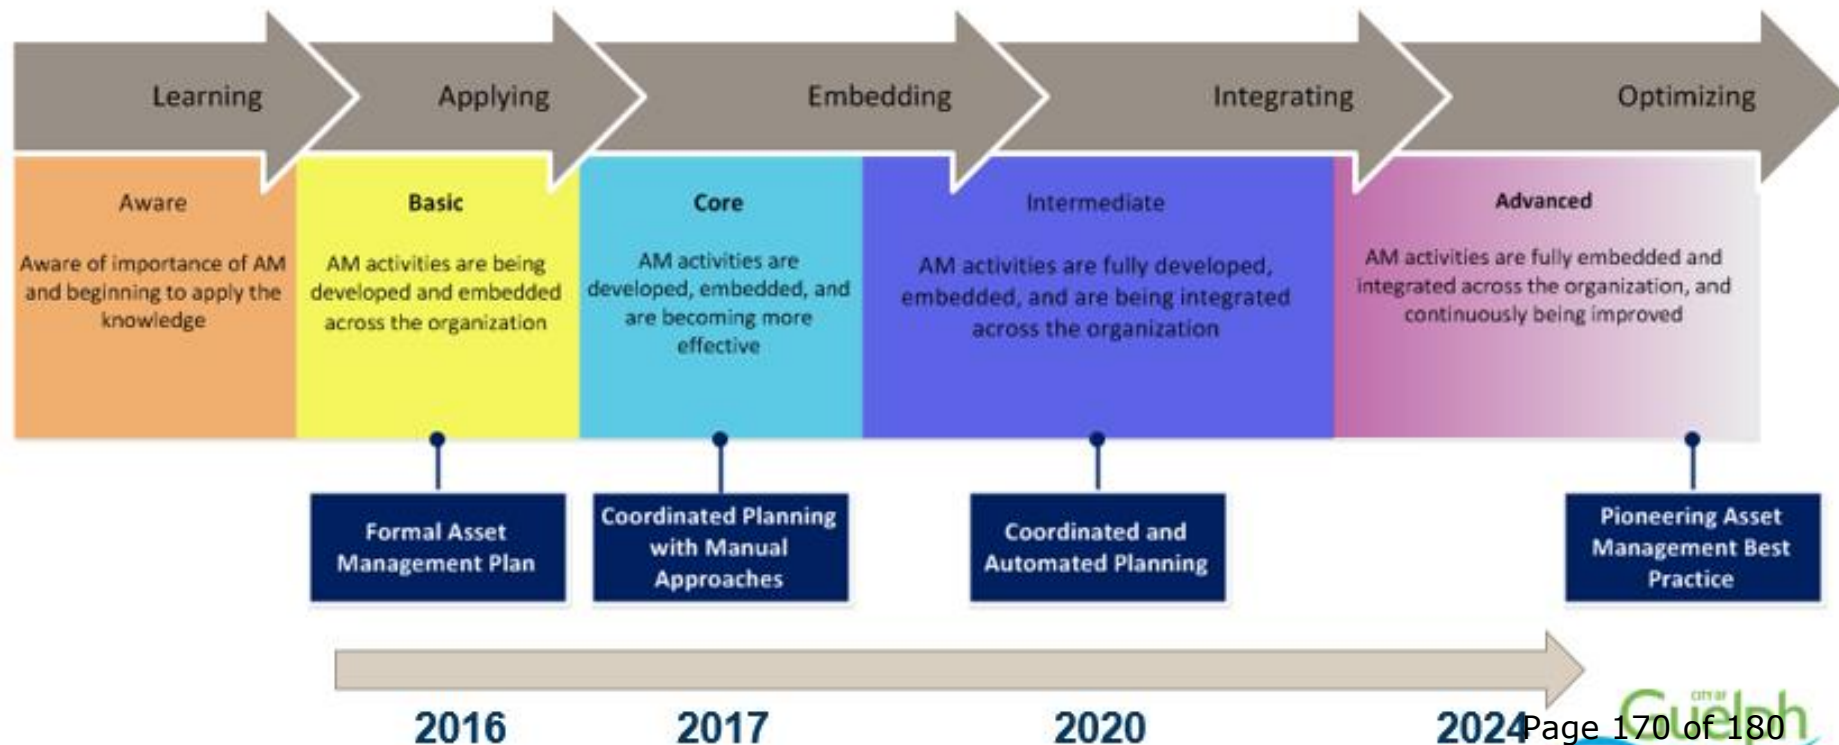 Learning
Applying
Embedding
Integrating
Optimizing
Aware
Aware of importance of AM
and beginning to apply the
knowledge
Basic
AM activities are being
developed and embedded
across the organization
Core
AM activities are
developed, embedded, and
are becoming more
effective
Intermediate
AM activities are fully developed,
embedded, and are being integrated
across the organization
Advanced
AM activities are fully embedded and
integrated across the organization, and
continuously being improved
Formal Asset
Management Plan
Coordinated Planning
with Manual
Approaches
Coordinated and
Automated Planning
Pioneering Asset
Management Best
Practice
2016
2017
2020
2024
CITY OF
Guelph
Page 170 of 180